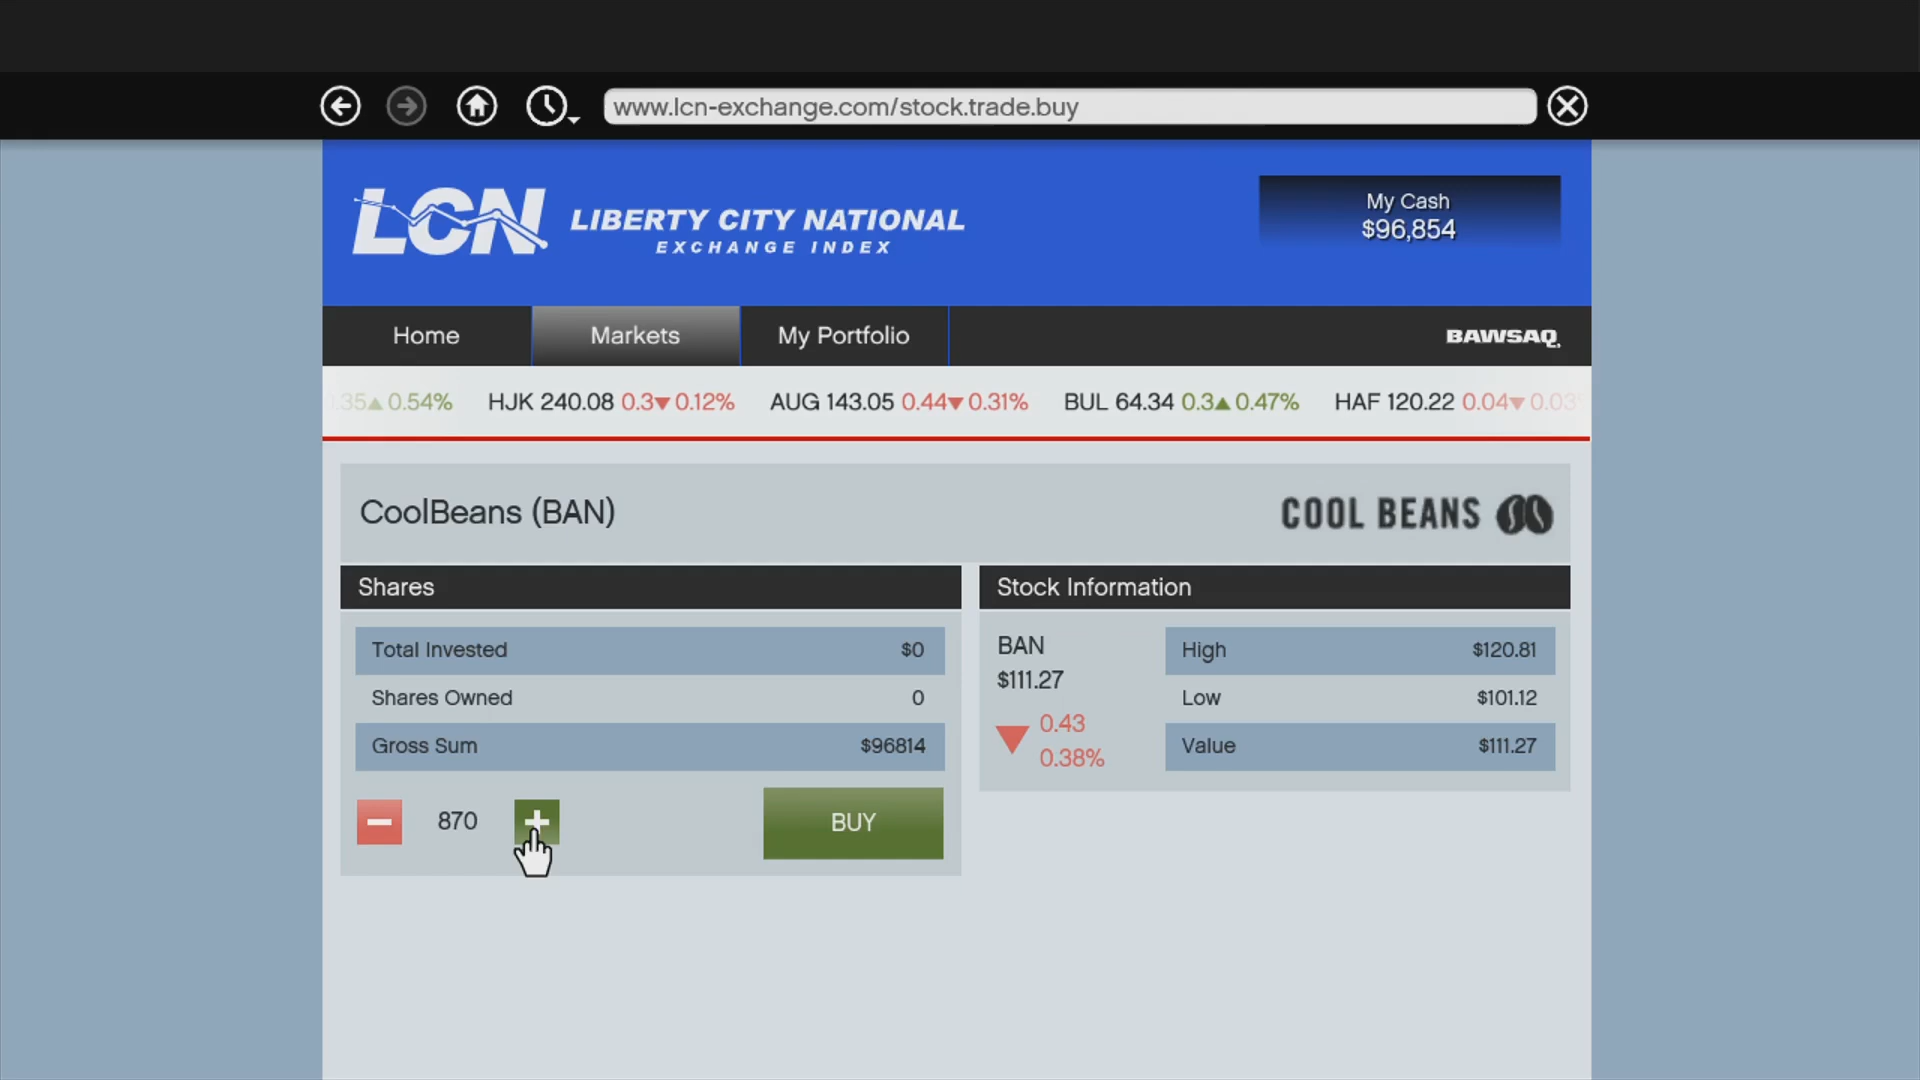 www.lcn-exchange.com/stock.trade.buy
LCN
LIBERTY CITY NATIONAL
EXCHANGE INDEX
My Cash
$96,854
Home Markets My Portfolio BAWSAQ.
.35▲0.54% HJK 240.08 0.3▼0.12% AUG 143.05 0.44▼0.31% BUL 64.34 0.3▲0.47% HAF 120.22 0.04▼0.03
CoolBeans (BAN) COOL BEANS
Shares
Total Invested $0
Shares Owned 0
Gross Sum $96814
870
BUY
Stock Information
BAN
$111.27
0.43
0.38%
High $120.81
Low $101.12
Value $111.27